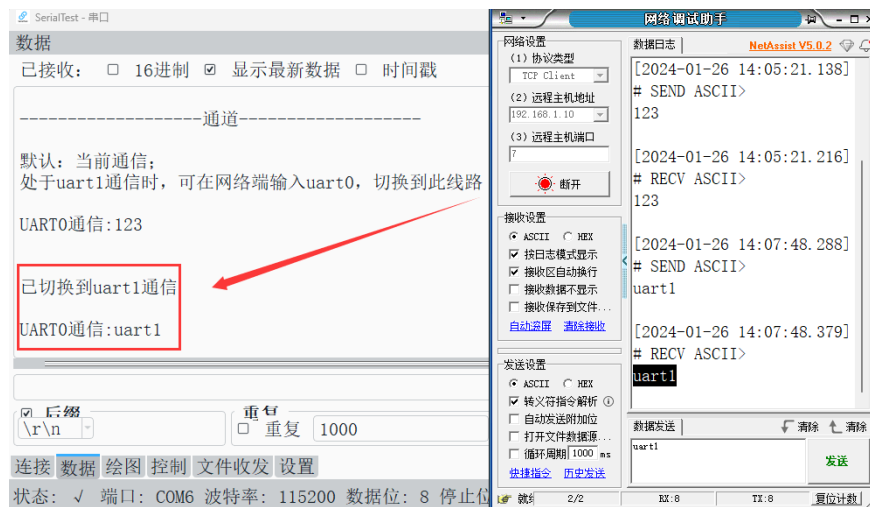 SerialTest - 串口
数据
已接收： 16进制 显示最新数据 时间戳
-------------------通道-------------------
默认：当前通信；
处于uart1通信时，可在网络端输入uart0，切换到此线路
UART0通信:123
已切换到uart1通信
UART0通信:uart1
后缀
\r\n
重复
重复 1000
连接 数据 绘图 控制 文件收发 设置
状态： √ 端口： COM6 波特率： 115200 数据位： 8 停止位
网络调试助手
网络设置
(1) 协议类型
TCP Client
(2) 远程主机地址
192.168.1.10
(3) 远程主机端口
7
断开
接收设置
ASCII HEX
按日志模式显示
接收区自动换行
接收数据不显示
接收保存到文件...
自动滚屏 清除接收
发送设置
ASCII HEX
转义符指令解析
自动发送附加位
打开文件数据源...
循环周期 1000 ms
快捷指令 历史发送
数据日志
NetAssist V5.0.2
[2024-01-26 14:05:21.138]
# SEND ASCII>
123
[2024-01-26 14:05:21.216]
# RECV ASCII>
123
[2024-01-26 14:07:48.288]
# SEND ASCII>
uart1
[2024-01-26 14:07:48.379]
# RECV ASCII>
uart1
数据发送 清除 清除
uart1
发送
2/2 RX:8 TX:8 复位计数